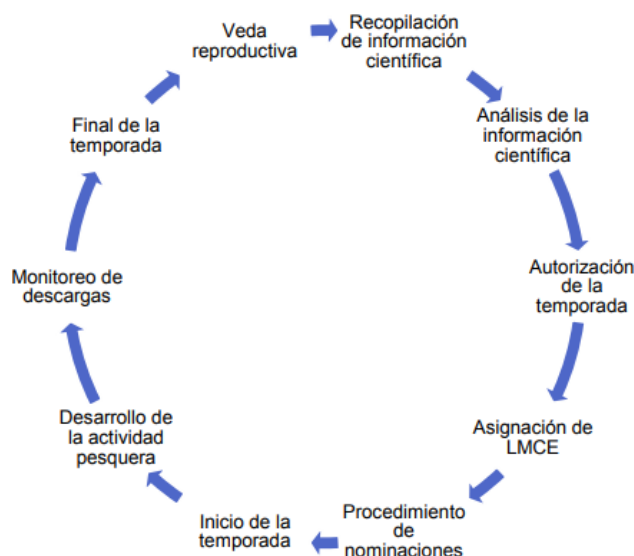 Veda
reproductiva
Recopilación
de información
científica
Análisis de la
información
científica
Autorización
de la
temporada
Asignación de
LMCE
Procedimiento
de
nominaciones
Inicio de la
temporada
Desarrollo de
la actividad
pesquera
Monitoreo de
descargas
Final de la
temporada